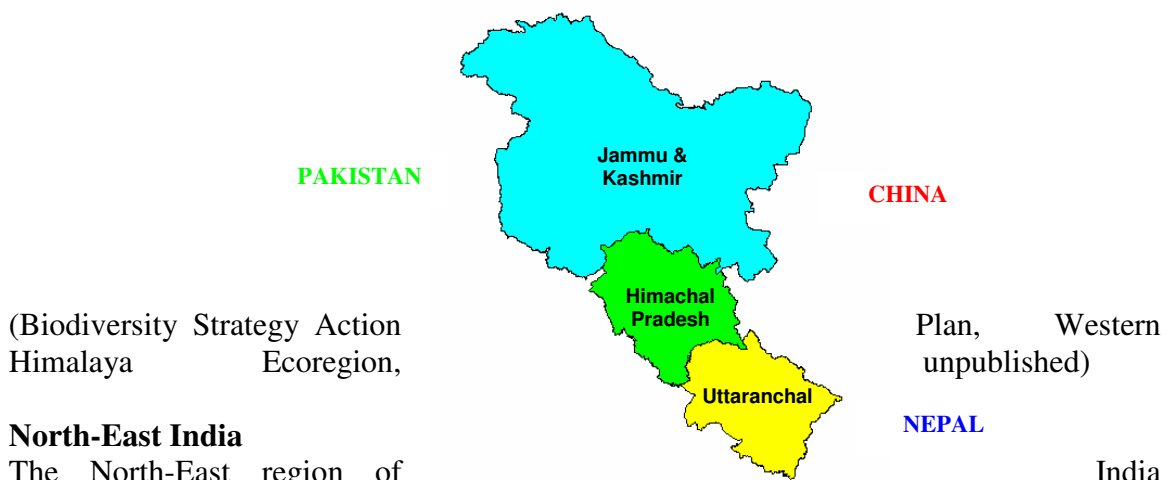 Jammu &
Kashmir
PAKISTAN
CHINA
Himachal
Pradesh
(Biodiversity Strategy Action Plan, Western
Himalaya Ecoregion, unpublished)
Uttaranchal
NEPAL
North-East India
The North-East region of India